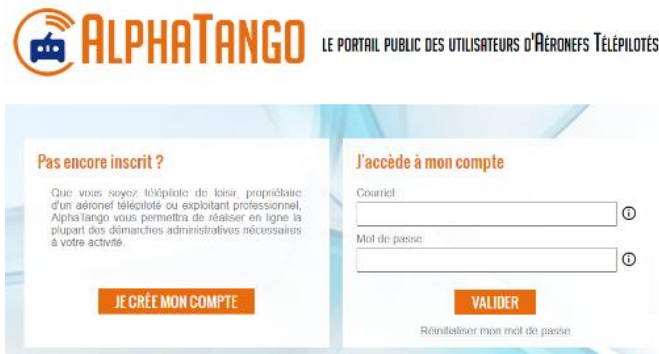 ALPHATANGO
LE PORTAIL PUBLIC DES UTILISATEURS D'AÉRONEFS TÉLÉPILOTÉS
Pas encore inscrit ?
Que vous soyez télépilote de loisir, propriétaire
d'un aéronef télépiloté ou exploitant professionnel,
AlphaTango vous permettra de réaliser en ligne la
plupart des démarches administratives nécessaires
à votre activité.
JE CRÉE MON COMPTE
J'accède à mon compte
Courriel
Mot de passe
VALIDER
Réinitialiser mon mot de passe